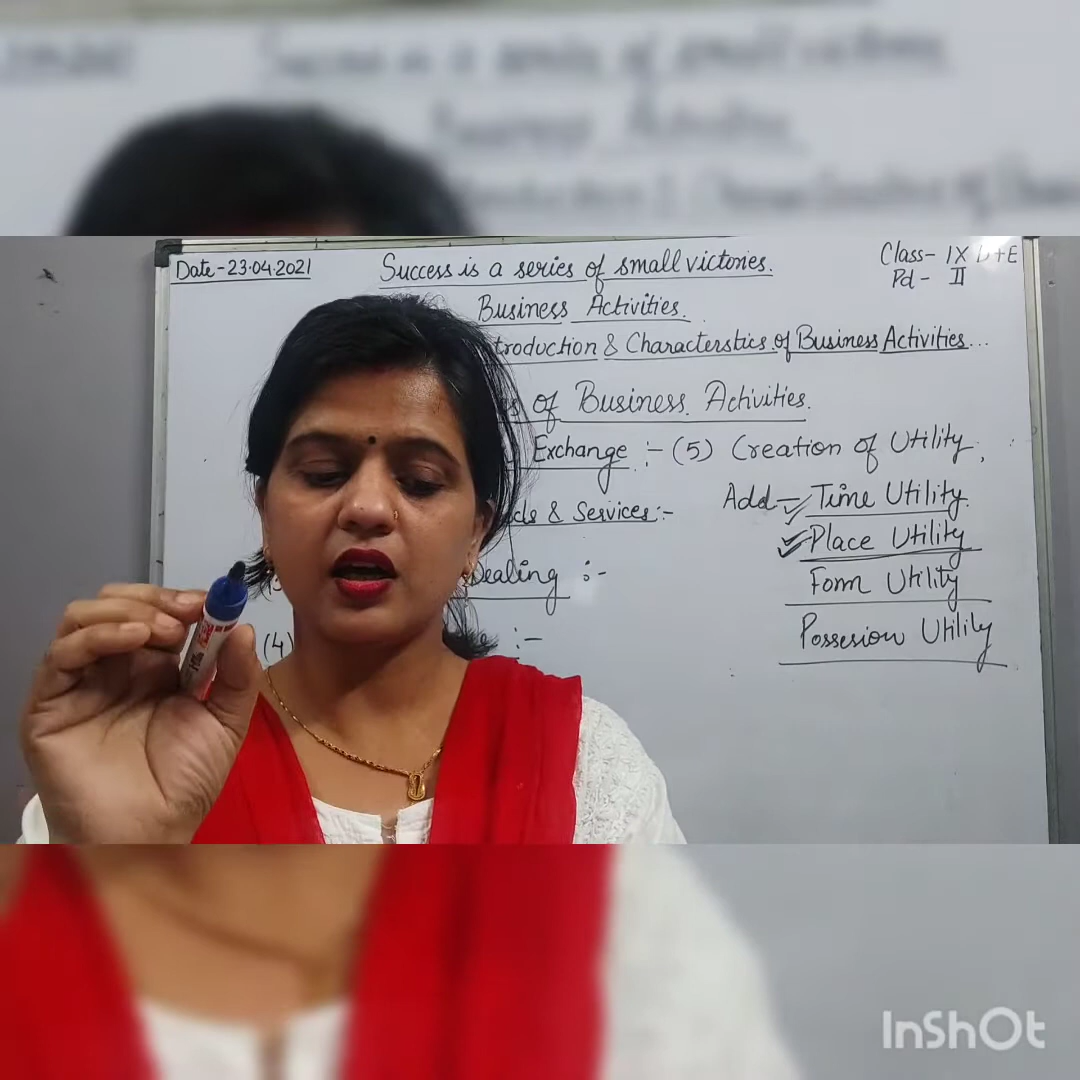 Date-23.04.2021
Success is a series of small victories.
Class- IX D+E
Pd- II
Business Activities.
troduction & Characterstics of Business Activities...
of Business Activities.
Exchange :- (5) Creation of Utility,
Add- Time Utility.
ds & Services:-
Place Utility
Dealing :-
Form Utility
(4) :-
Possesion Utility
InShOt